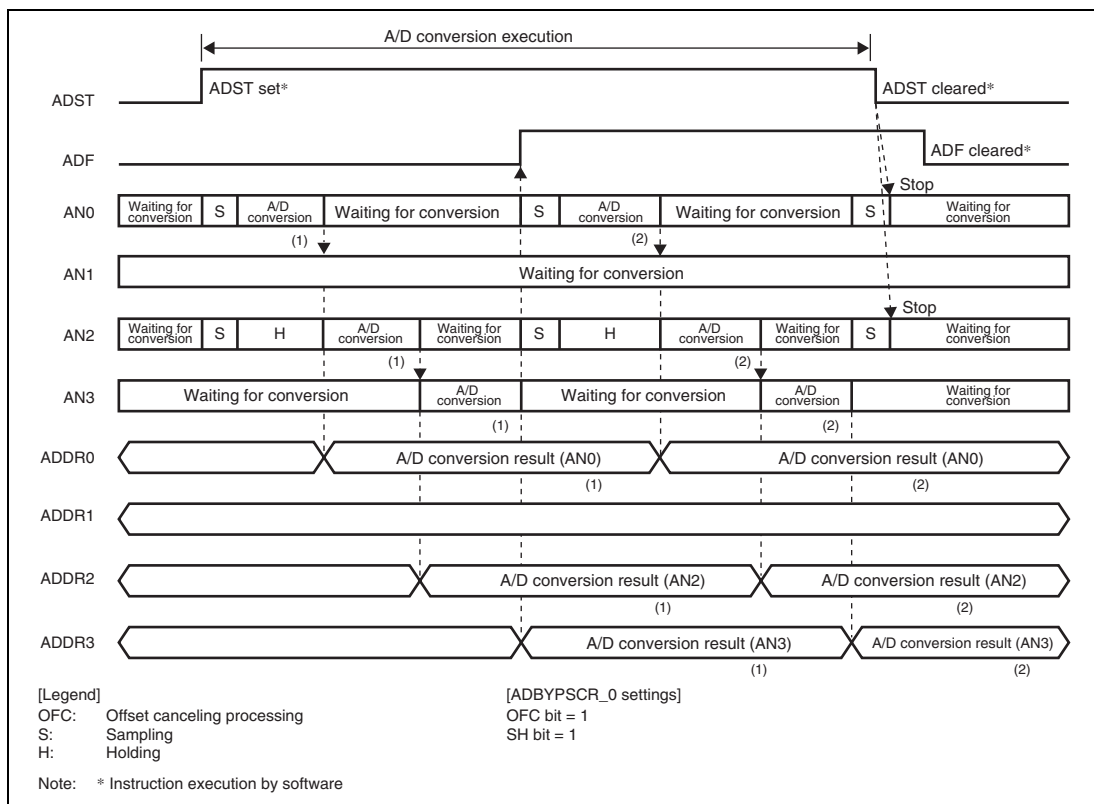 A/D conversion execution
ADST
ADST set*
ADST cleared*
ADF
ADF cleared*
Stop
AN0
Waiting for
conversion
S
A/D
conversion
Waiting for conversion
S
A/D
conversion
Waiting for conversion
S
Waiting for
conversion
(1)
(2)
AN1
Waiting for conversion
Stop
AN2
Waiting for
conversion
S
H
A/D
conversion
Waiting for
conversion
S
H
A/D
conversion
Waiting for
conversion
S
Waiting for
conversion
(1)
(2)
AN3
Waiting for conversion
A/D
conversion
Waiting for conversion
A/D
conversion
Waiting for
conversion
(1)
(2)
ADDR0
A/D conversion result (AN0)
A/D conversion result (AN0)
(1)
(2)
ADDR1
ADDR2
A/D conversion result (AN2)
A/D conversion result (AN2)
(1)
(2)
ADDR3
A/D conversion result (AN3)
A/D conversion result (AN3)
(1)
(2)
[Legend]
OFC: Offset canceling processing
S: Sampling
H: Holding
[ADBYPSCR_0 settings]
OFC bit = 1
SH bit = 1
Note: * Instruction execution by software